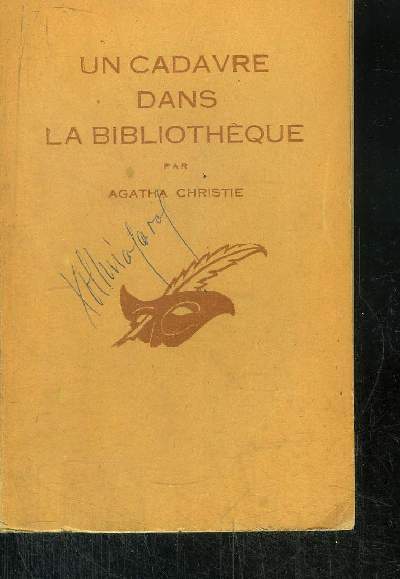 UN CADAVRE
DANS
LA BIBLIOTHÈQUE
PAR
AGATHA CHRISTIE